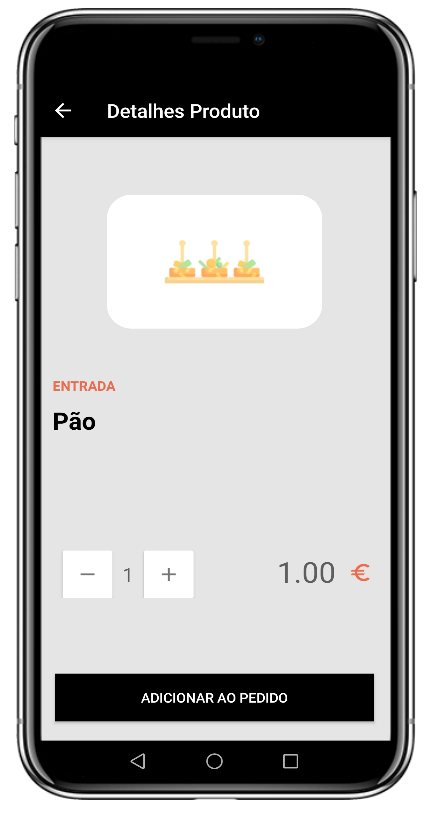 Detalhes Produto
ENTRADA
Pão
− 1 + 1.00 €
ADICIONAR AO PEDIDO